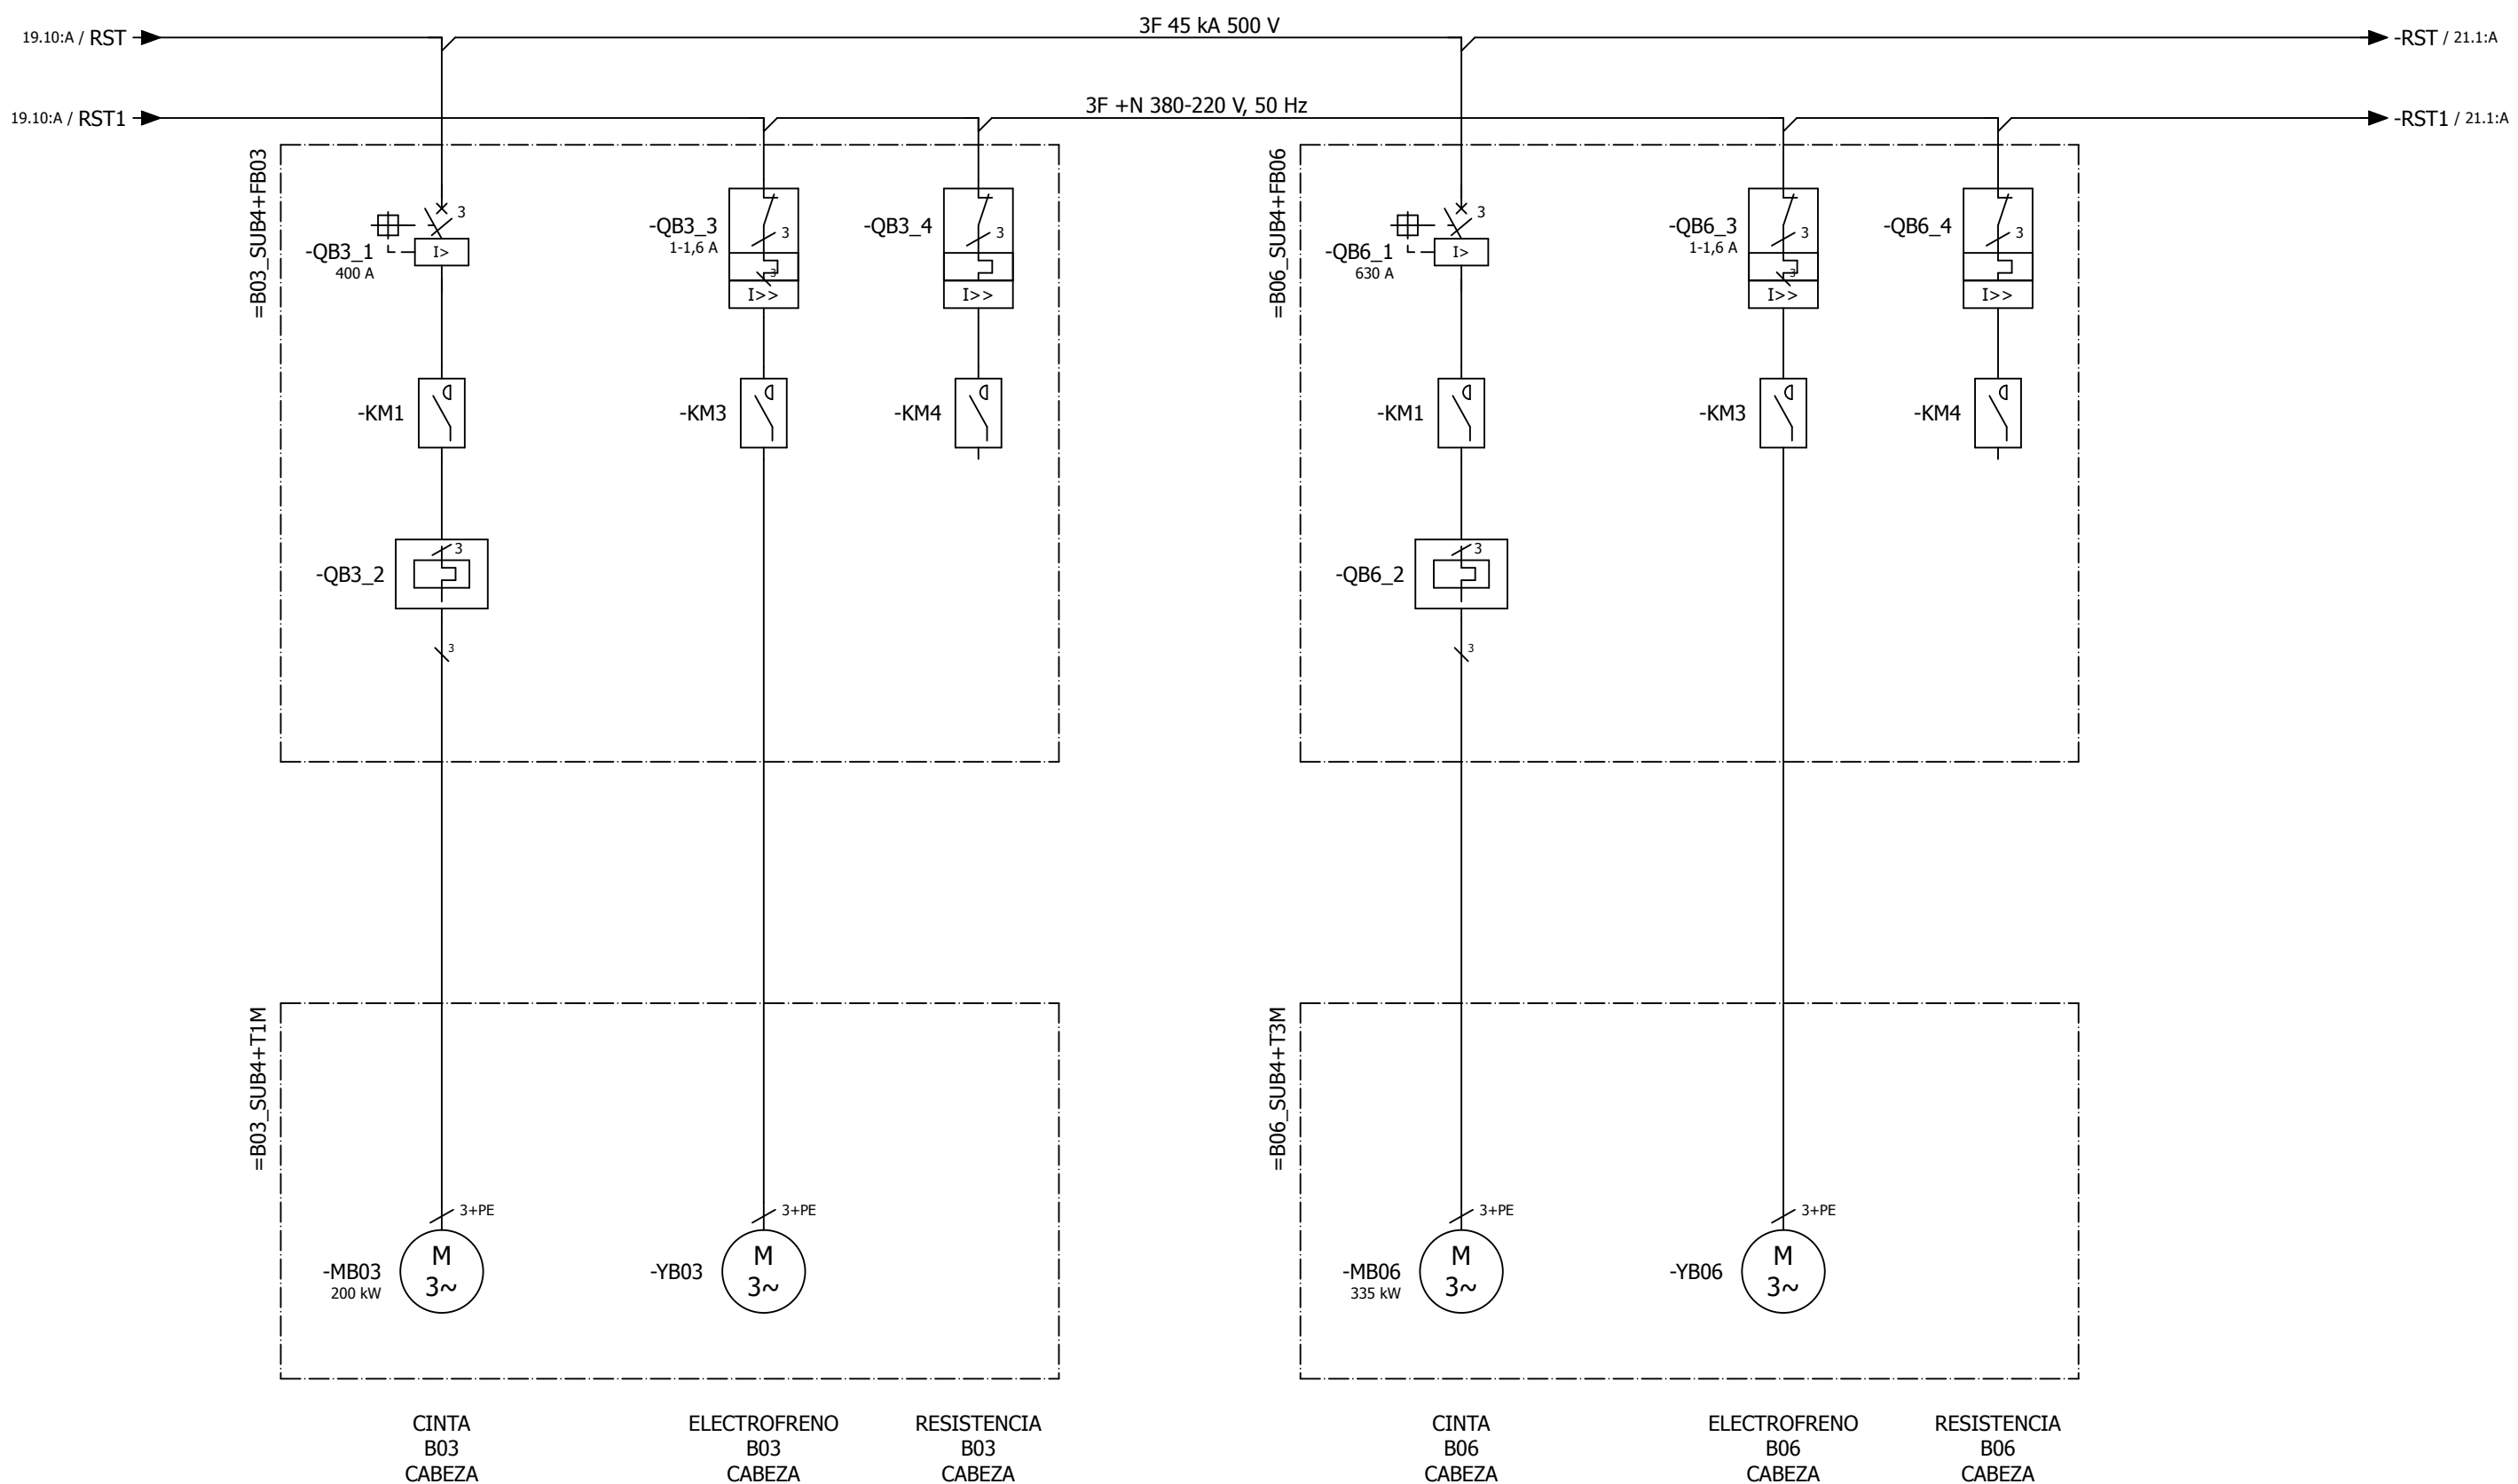 3F 45 kA 500 V
19.10:A / RST
-RST / 21.1:A
3F +N 380-220 V, 50 Hz
19.10:A / RST1
-RST1 / 21.1:A
=B03_SUB4+FB03
-QB3_1
400 A
3
I>
-QB3_3
1-1,6 A
3
3
I>>
-QB3_4
3
I>>
-KM1
-KM3
-KM4
-QB3_2
3
3
=B06_SUB4+FB06
-QB6_1
630 A
3
I>
-QB6_3
1-1,6 A
3
3
I>>
-QB6_4
3
I>>
-KM1
-KM3
-KM4
-QB6_2
3
3
=B03_SUB4+T1M
3+PE
-MB03
200 kW
M
3~
3+PE
-YB03
M
3~
=B06_SUB4+T3M
3+PE
-MB06
335 kW
M
3~
3+PE
-YB06
M
3~
CINTA
B03
CABEZA
ELECTROFRENO
B03
CABEZA
RESISTENCIA
B03
CABEZA
CINTA
B06
CABEZA
ELECTROFRENO
B06
CABEZA
RESISTENCIA
B06
CABEZA